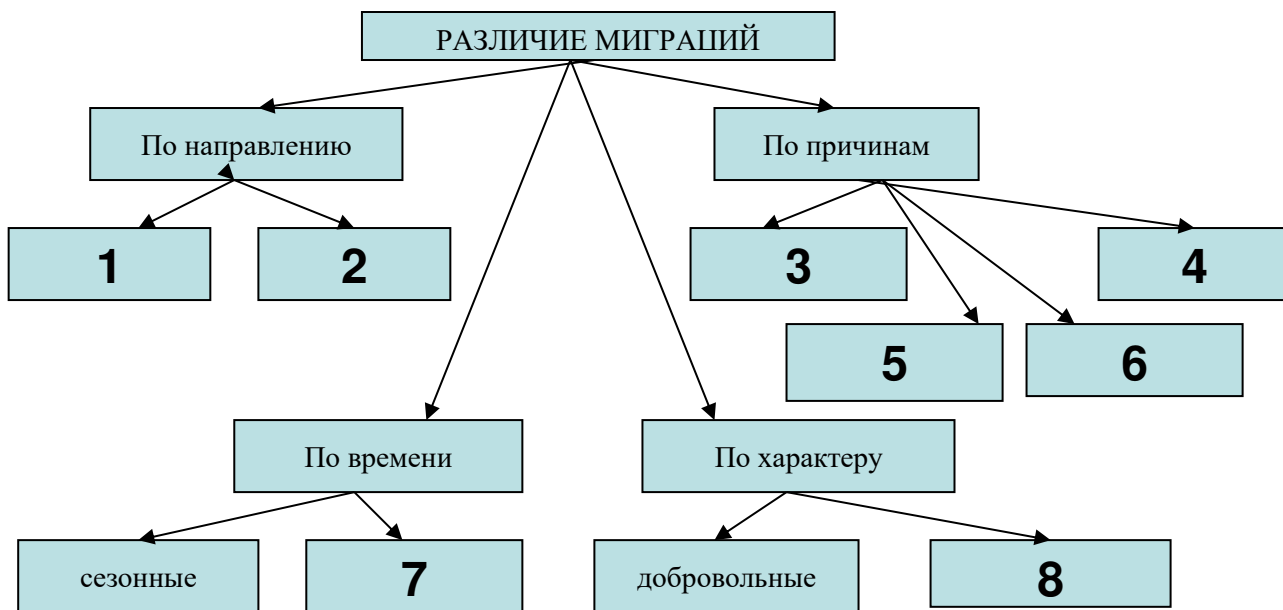 РАЗЛИЧИЕ МИГРАЦИЙ
По направлению
По причинам
1
2
3
4
5
6
По времени
По характеру
сезонные
7
добровольные
8